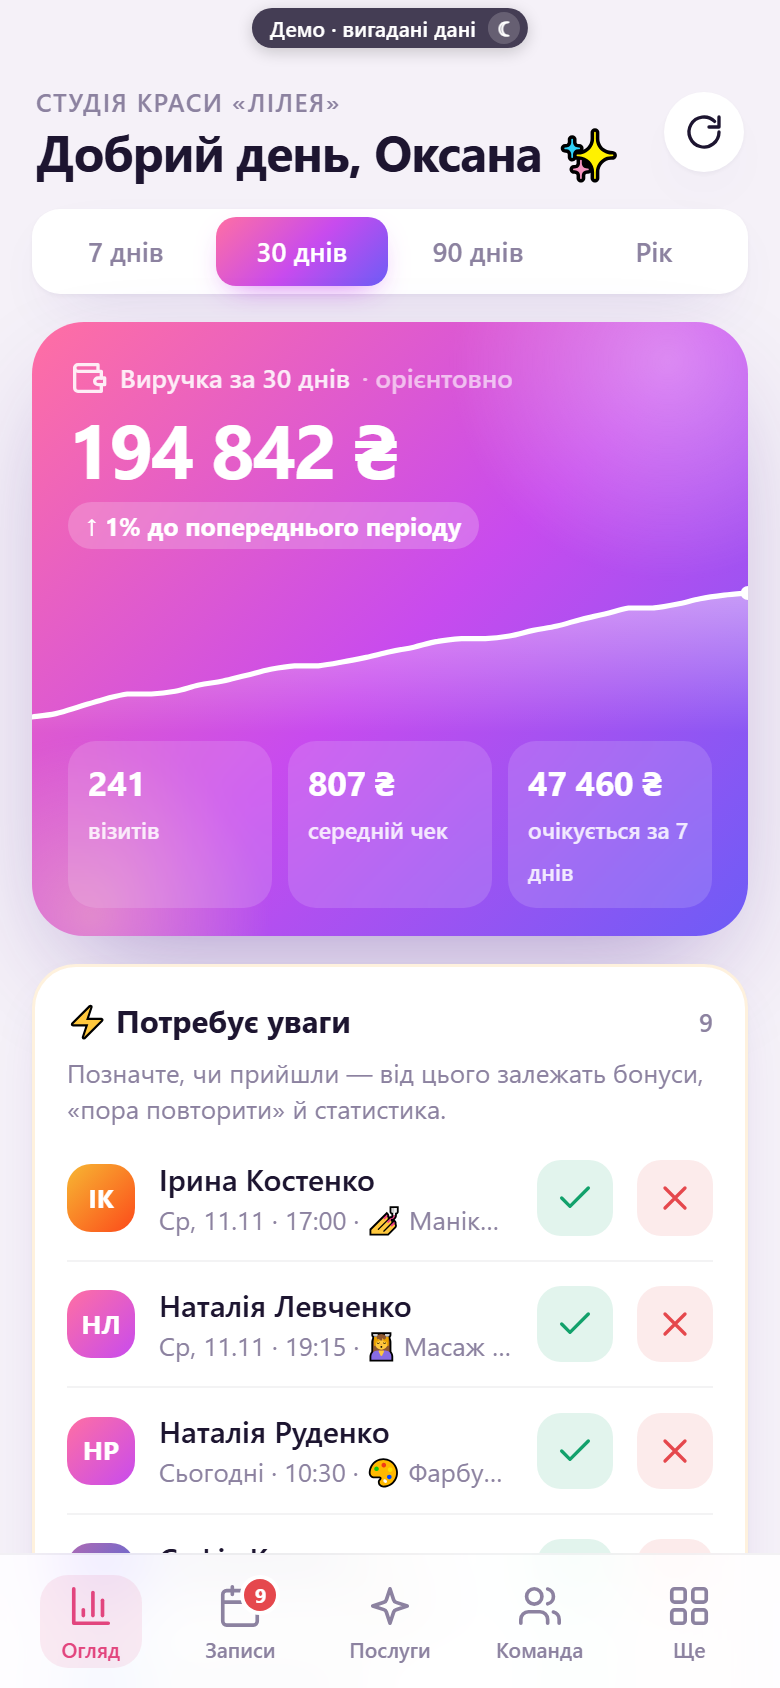 Демо · вигадані дані
СТУДІЯ КРАСИ «ЛІЛЕЯ»
Добрий день, Оксана
7 днів
30 днів
90 днів
Рік
Виручка за 30 днів · орієнтовно
194 842 ₴
↑ 1% до попереднього періоду
241
візитів
807 ₴
середній чек
47 460 ₴
очікується за 7
днів
Потребує уваги
9
Позначте, чи прийшли — від цього залежать бонуси,
«пора повторити» й статистика.
ІК
Ірина Костенко
Ср, 11.11 · 17:00 · Манік...
НЛ
Наталія Левченко
Ср, 11.11 · 19:15 · Масаж ...
НР
Наталія Руденко
Сьогодні · 10:30 · Фарбу...
9
Огляд
Записи
Послуги
Команда
Ще